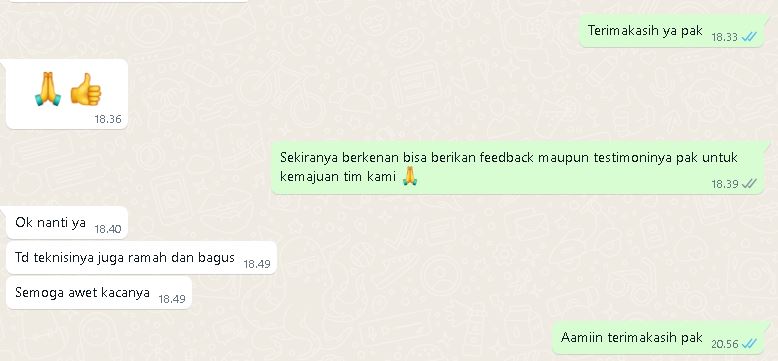 Terimakasih ya pak 18.33
🙏👍
18.36
Sekiranya berkenan bisa berikan feedback maupun testimoninya pak untuk
kemajuan tim kami 🙏 18.39
Ok nanti ya 18.40
Td teknisinya juga ramah dan bagus 18.49
Semoga awet kacanya 18.49
Aamiin terimakasih pak 20.56